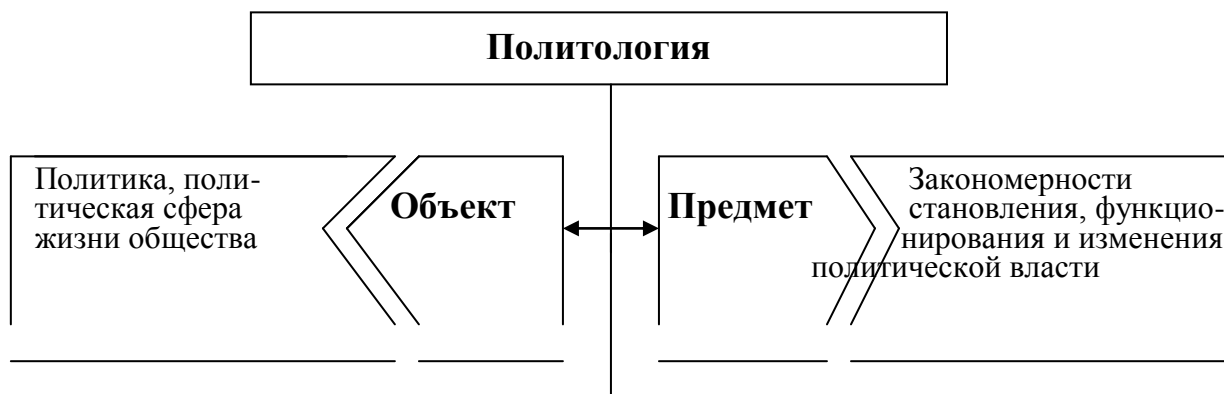 Политология
Политика, поли-
тическая сфера
жизни общества
Объект
Предмет
Закономерности
становления, функцио-
нирования и изменения
политической власти